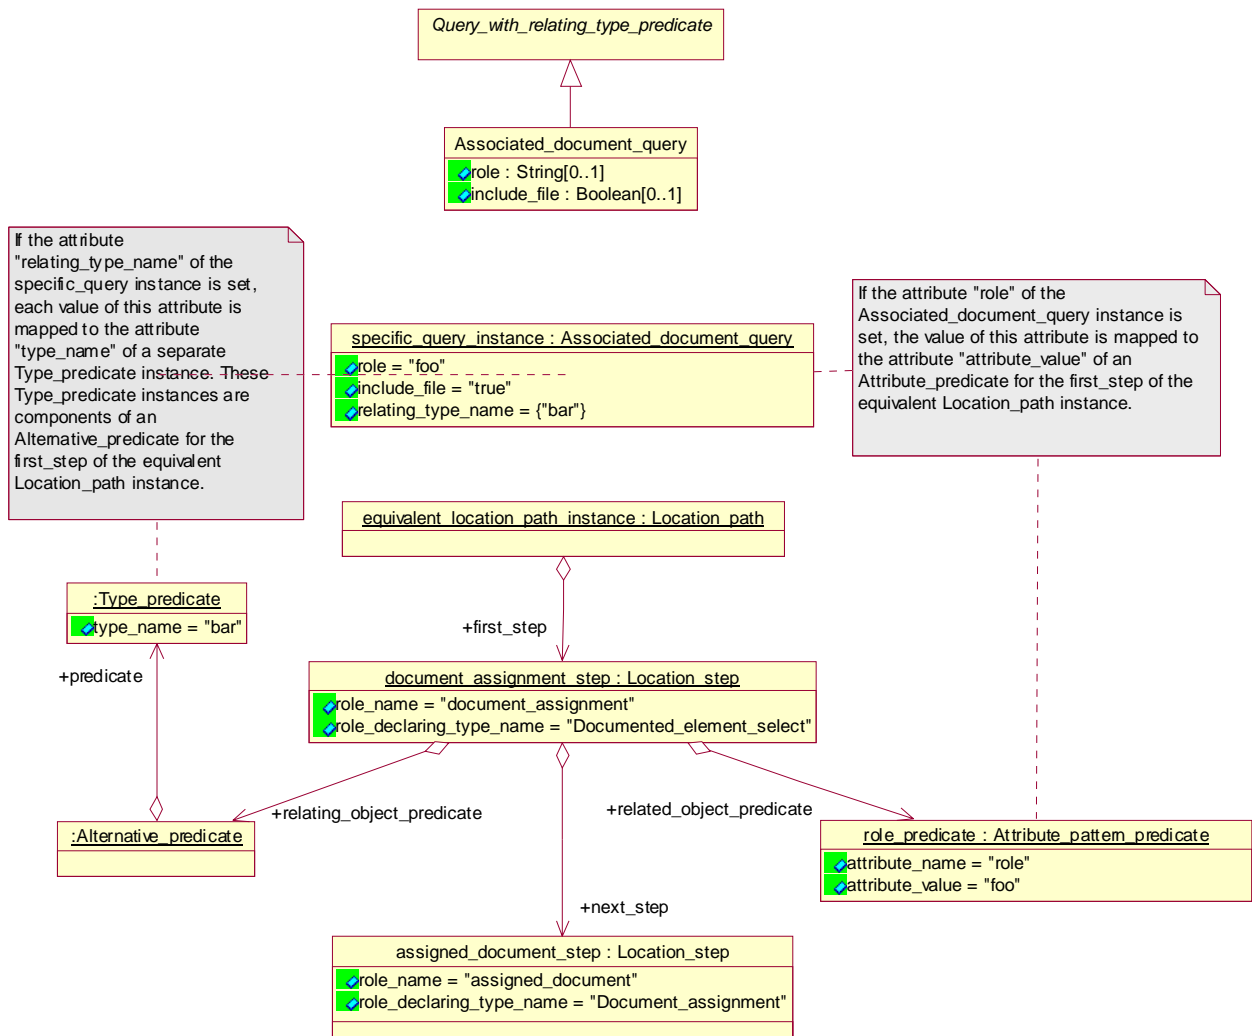 Query_with_relating_type_predicate
Associated_document_query
role : String[0..1]
include_file : Boolean[0..1]
If the attribute
"relating_type_name" of the
specific_query instance is set,
each value of this attribute is
mapped to the attribute
"type_name" of a separate
Type_predicate instance. These
Type_predicate instances are
components of an
Alternative_predicate for the
first_step of the equivalent
Location_path instance.
specific_query_instance : Associated_document_query
role = "foo"
include_file = "true"
relating_type_name = {"bar"}
If the attribute "role" of the
Associated_document_query instance is
set, the value of this attribute is mapped to
the attribute "attribute_value" of an
Attribute_predicate for the first_step of the
equivalent Location_path instance.
equivalent_location_path_instance : Location_path
:Type_predicate
type_name = "bar"
+first_step
+predicate
document_assignment_step : Location_step
role_name = "document_assignment"
role_declaring_type_name = "Documented_element_select"
+relating_object_predicate
+related_object_predicate
:Alternative_predicate
role_predicate : Attribute_pattern_predicate
attribute_name = "role"
attribute_value = "foo"
+next_step
assigned_document_step : Location_step
role_name = "assigned_document"
role_declaring_type_name = "Document_assignment"